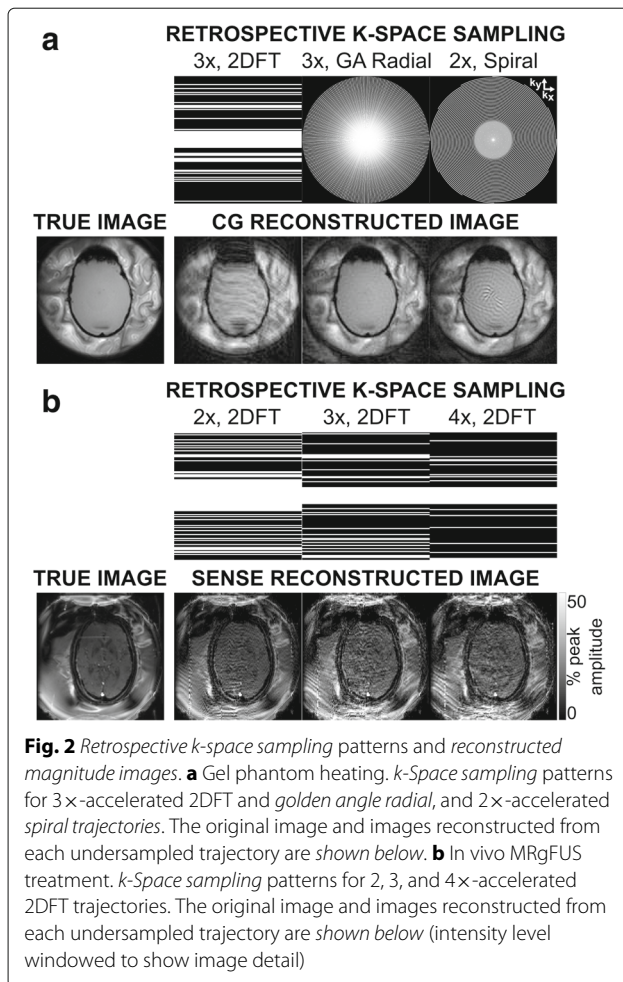 a
RETROSPECTIVE K-SPACE SAMPLING
3x, 2DFT 3x, GA Radial 2x, Spiral
ky
kx
TRUE IMAGE CG RECONSTRUCTED IMAGE
b
RETROSPECTIVE K-SPACE SAMPLING
2x, 2DFT 3x, 2DFT 4x, 2DFT
TRUE IMAGE SENSE RECONSTRUCTED IMAGE
50
% peak
amplitude
0
Fig. 2 Retrospective k-space sampling patterns and reconstructed
magnitude images. a Gel phantom heating. k-Space sampling patterns
for 3×-accelerated 2DFT and golden angle radial, and 2×-accelerated
spiral trajectories. The original image and images reconstructed from
each undersampled trajectory are shown below. b In vivo MRgFUS
treatment. k-Space sampling patterns for 2, 3, and 4×-accelerated
2DFT trajectories. The original image and images reconstructed from
each undersampled trajectory are shown below (intensity level
windowed to show image detail)